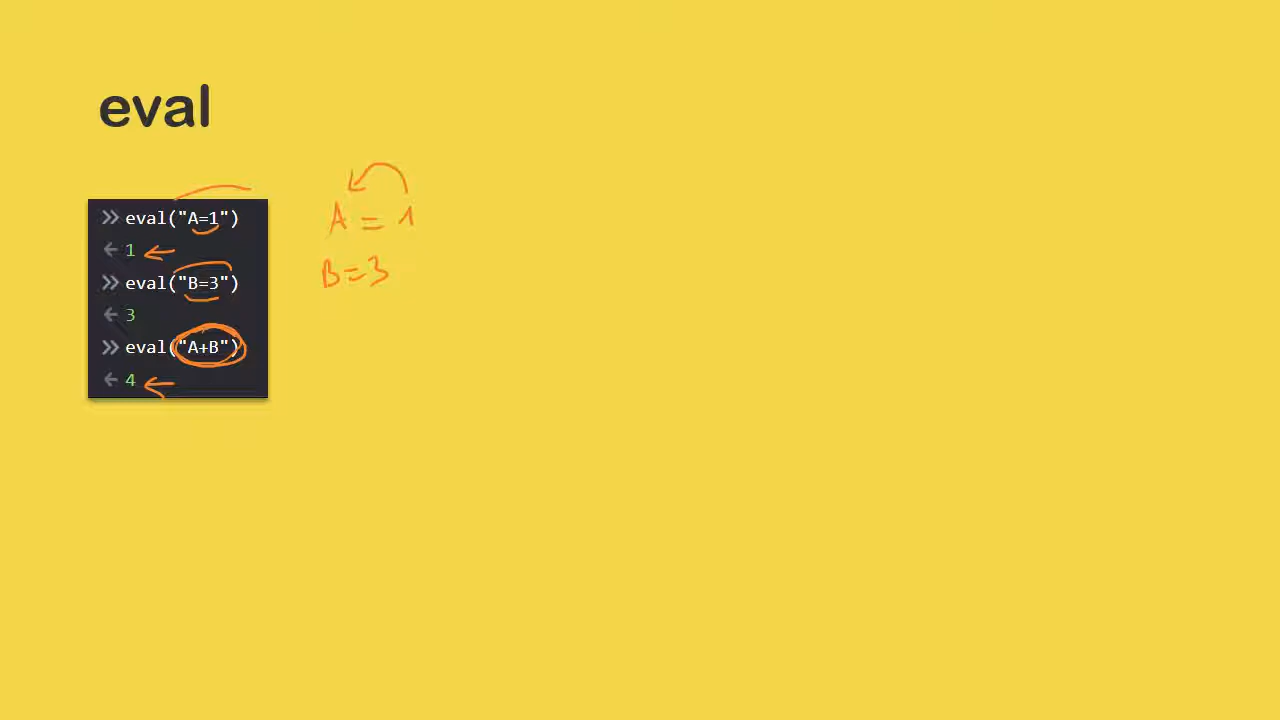 eval
>> eval("A=1")
← 1
>> eval("B=3")
← 3
>> eval("A+B")
← 4
A = 1
B=3